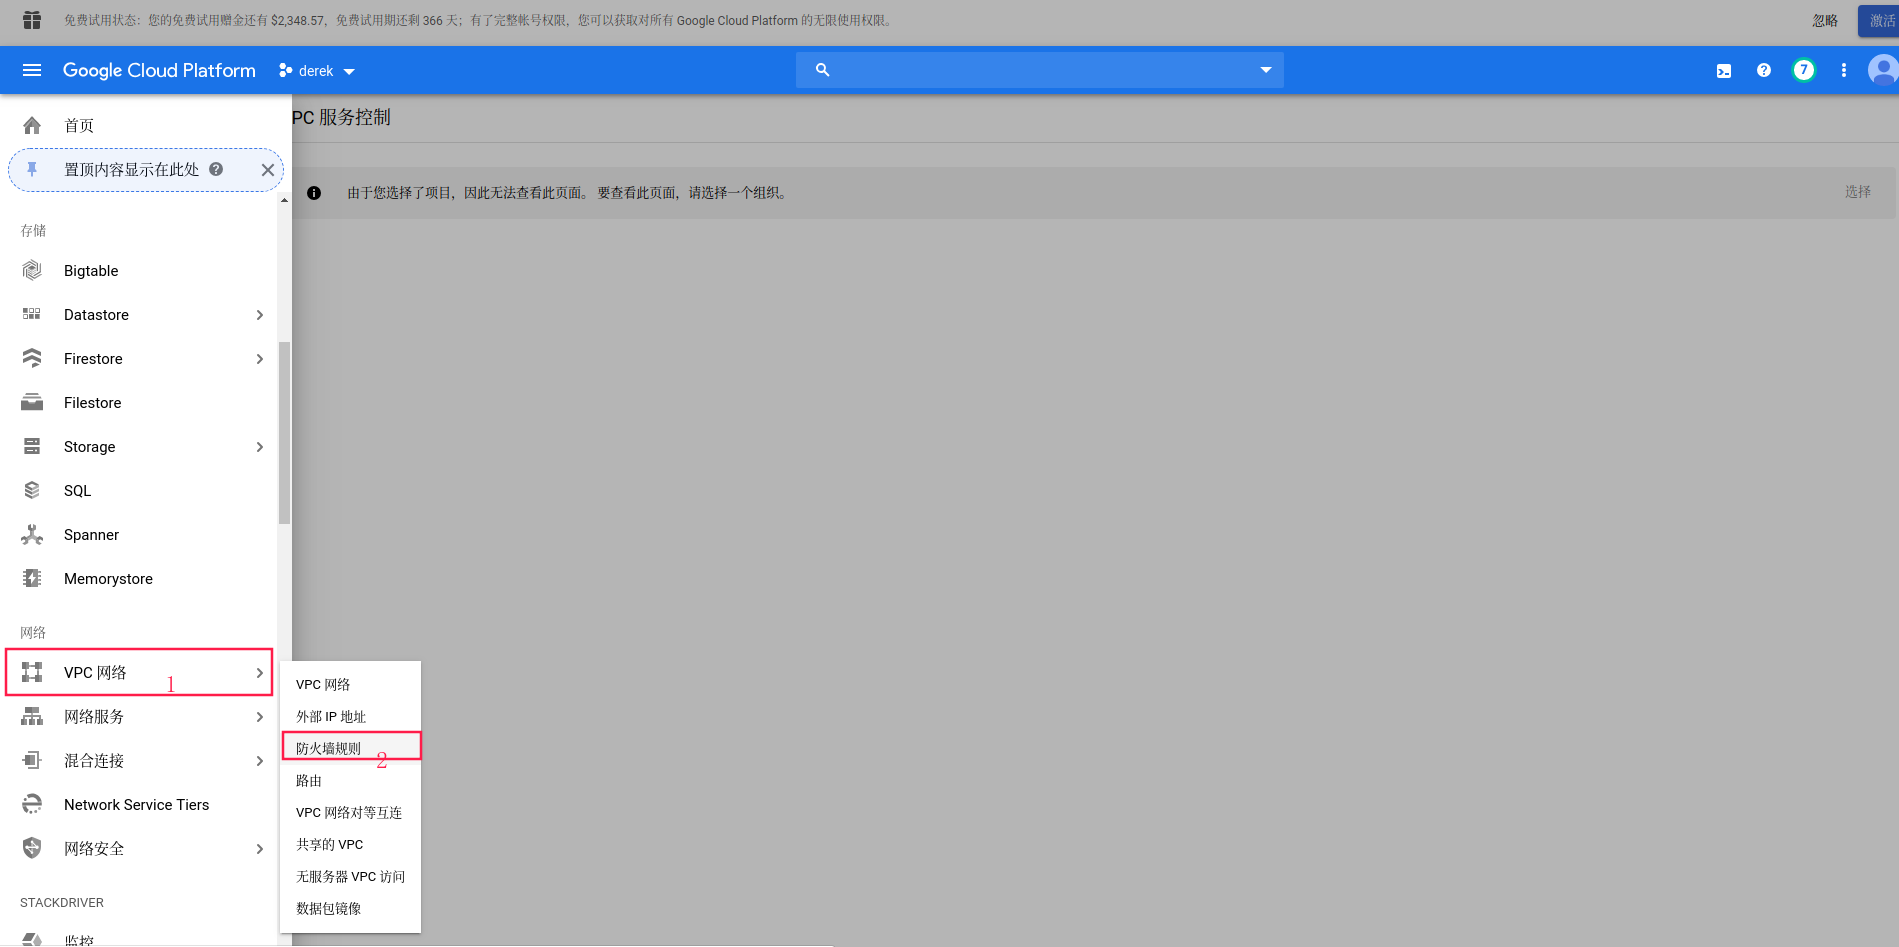 免费试用状态：您的免费试用赠金还有 $2,348.57，免费试用期还剩 366 天；有了完整帐号权限，您可以获取对所有 Google Cloud Platform 的无限使用权限。
忽略
激活
Google Cloud Platform
derek
7
首页
PC 服务控制
置顶内容显示在此处
由于您选择了项目，因此无法查看此页面。 要查看此页面，请选择一个组织。
选择
存储
Bigtable
Datastore
Firestore
Filestore
Storage
SQL
Spanner
Memorystore
网络
VPC 网络
1
网络服务
混合连接
Network Service Tiers
网络安全
STACKDRIVER
监控
VPC 网络
外部 IP 地址
防火墙规则
2
路由
VPC 网络对等互连
共享的 VPC
无服务器 VPC 访问
数据包镜像